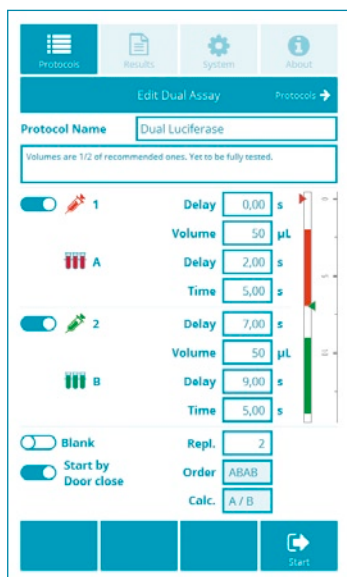 Protocols Results System About
Edit Dual Assay Protocols
Protocol Name Dual Luciferase
Volumes are 1/2 of recommended ones. Yet to be fully tested.
1 Delay 0,00 s
Volume 50 µL
A Delay 2,00 s
Time 5,00 s
2 Delay 7,00 s
Volume 50 µL
B Delay 9,00 s
Time 5,00 s
0
5
10
Blank Repl. 2
Start by
Door close
Order ABAB
Calc. A / B
Start